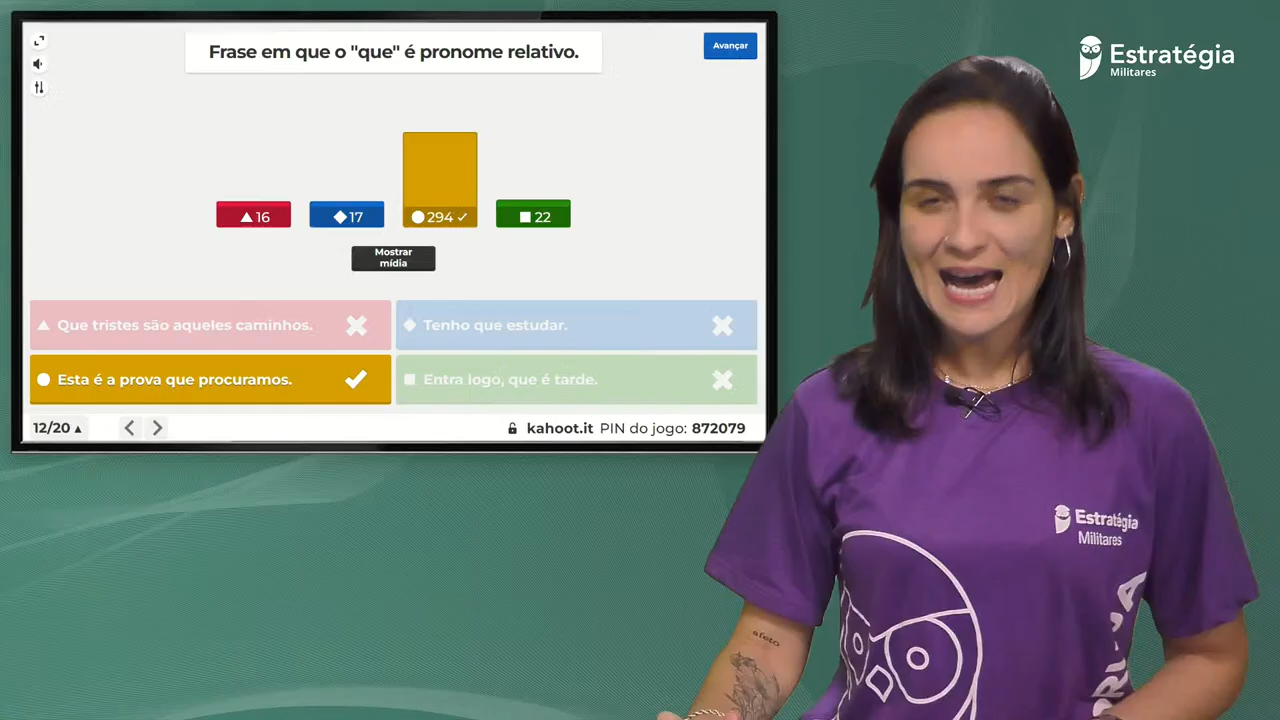 Frase em que o "que" é pronome relativo.
Avançar
Estratégia
Militares
16
17
294
22
Mostrar
mídia
Que tristes são aqueles caminhos.
Tenho que estudar.
Esta é a prova que procuramos.
Entra logo, que é tarde.
12/20
kahoot.it PIN do jogo: 872079
Estratégia
Militares
afeto